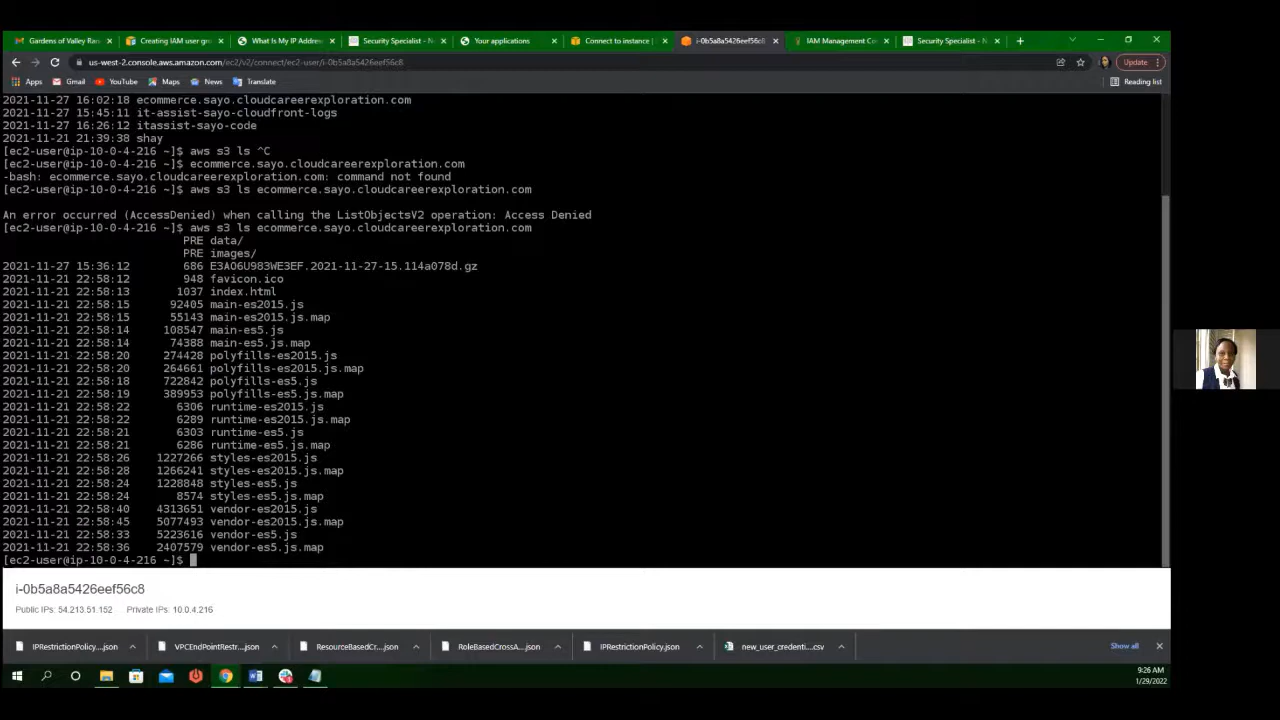 Gardens of Valley Ran
Creating IAM user gro
What Is My IP Addres
Security Specialist - N
Your applications
Connect to instance |
i-0b5a8a5426eef56c8
IAM Management Co
Security Specialist - N
us-west-2.console.aws.amazon.com/ec2/v2/connect/ec2-user/i-0b5a8a5426eef56c8
Update
Apps
Gmail
YouTube
Maps
News
Translate
Reading list
2021-11-27 16:02:18 ecommerce.sayo.cloudcareerexploration.com
2021-11-27 15:45:11 it-assist-sayo-cloudfront-logs
2021-11-27 16:26:12 itassist-sayo-code
2021-11-21 21:39:38 shay
[ec2-user@ip-10-0-4-216 ~]$ aws s3 ls ^C
[ec2-user@ip-10-0-4-216 ~]$ ecommerce.sayo.cloudcareerexploration.com
-bash: ecommerce.sayo.cloudcareerexploration.com: command not found
[ec2-user@ip-10-0-4-216 ~]$ aws s3 ls ecommerce.sayo.cloudcareerexploration.com
An error occurred (AccessDenied) when calling the ListObjectsV2 operation: Access Denied
[ec2-user@ip-10-0-4-216 ~]$ aws s3 ls ecommerce.sayo.cloudcareerexploration.com
PRE data/
PRE images/
2021-11-27 15:36:12 686 E3AO6U983WE3EF.2021-11-27-15.114a078d.gz
2021-11-21 22:58:12 948 favicon.ico
2021-11-21 22:58:13 1037 index.html
2021-11-21 22:58:15 92405 main-es2015.js
2021-11-21 22:58:15 55143 main-es2015.js.map
2021-11-21 22:58:14 108547 main-es5.js
2021-11-21 22:58:14 74388 main-es5.js.map
2021-11-21 22:58:20 274428 polyfills-es2015.js
2021-11-21 22:58:20 264661 polyfills-es2015.js.map
2021-11-21 22:58:18 722842 polyfills-es5.js
2021-11-21 22:58:19 389953 polyfills-es5.js.map
2021-11-21 22:58:22 6306 runtime-es2015.js
2021-11-21 22:58:22 6289 runtime-es2015.js.map
2021-11-21 22:58:21 6303 runtime-es5.js
2021-11-21 22:58:21 6286 runtime-es5.js.map
2021-11-21 22:58:26 1227266 styles-es2015.js
2021-11-21 22:58:28 1266241 styles-es2015.js.map
2021-11-21 22:58:24 1228848 styles-es5.js
2021-11-21 22:58:24 8574 styles-es5.js.map
2021-11-21 22:58:40 4313651 vendor-es2015.js
2021-11-21 22:58:45 5077493 vendor-es2015.js.map
2021-11-21 22:58:33 5223616 vendor-es5.js
2021-11-21 22:58:36 2407579 vendor-es5.js.map
[ec2-user@ip-10-0-4-216 ~]$
i-0b5a8a5426eef56c8
Public IPs: 54.213.51.152 Private IPs: 10.0.4.216
IPRestrictionPolicy....json
VPCEndPointRestr....json
ResourceBasedCr....json
RoleBasedCrossA....json
IPRestrictionPolicy.json
new_user_credenti....csv
Show all
9:26 AM
1/29/2022